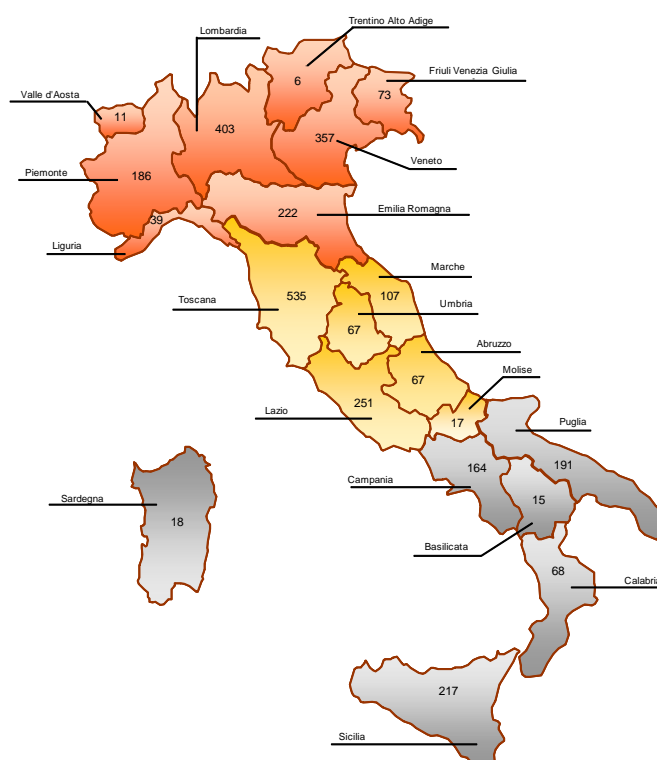 Trentino Alto Adige
Lombardia
Friuli Venezia Giulia
6
73
Valle d'Aosta
11
403
357
Veneto
Piemonte
186
222
Emilia Romagna
39
Liguria
Marche
535
107
Toscana
Umbria
67
Abruzzo
67
Molise
251
Lazio
17
Puglia
164
191
Campania
Sardegna
15
18
Basilicata
68
Calabria
217
Sicilia